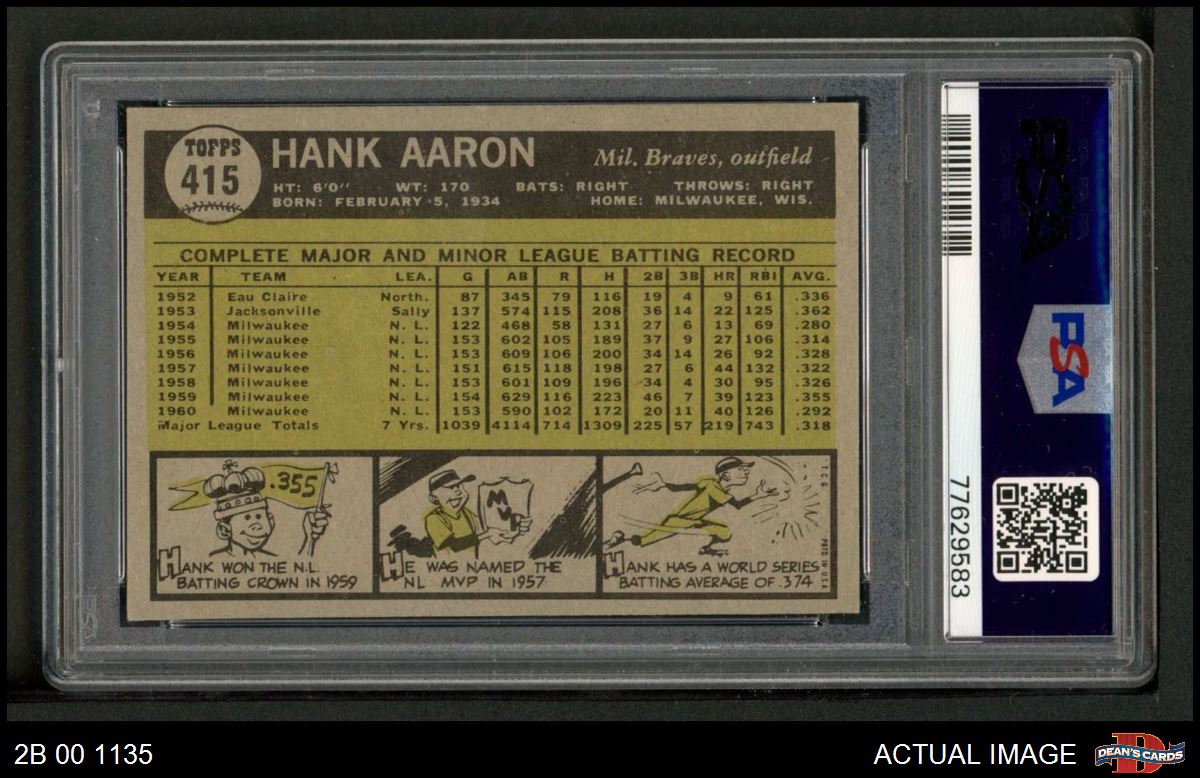 TOPPS
415
HANK AARON
Mil. Braves, outfield
HT: 6'0" WT: 170 BATS: RIGHT THROWS: RIGHT
BORN: FEBRUARY 5, 1934 HOME: MILWAUKEE, WIS.
COMPLETE MAJOR AND MINOR LEAGUE BATTING RECORD
YEAR TEAM LEA. G AB R H 2B 3B HR RBI AVG.
1952 Eau Claire North. 87 345 79 116 19 4 9 61 .336
1953 Jacksonville Sally 137 574 115 208 36 14 22 125 .362
1954 Milwaukee N. L. 122 468 58 131 27 6 13 69 .280
1955 Milwaukee N. L. 153 602 105 189 37 9 27 106 .314
1956 Milwaukee N. L. 153 609 106 200 34 14 26 92 .328
1957 Milwaukee N. L. 151 615 118 198 27 6 44 132 .322
1958 Milwaukee N. L. 153 601 109 196 34 4 30 95 .326
1959 Milwaukee N. L. 154 629 116 223 46 7 39 123 .355
1960 Milwaukee N. L. 153 590 102 172 20 11 40 126 .292
Major League Totals 7 Yrs. 1039 4114 714 1309 225 57 219 743 .318
.355
HANK WON THE N.L.
BATTING CROWN IN 1959
MVP
HE WAS NAMED THE
NL MVP IN 1957
HANK HAS A WORLD SERIES
BATTING AVERAGE OF .374
T.C.G. PRTD. IN U.S.A.
PSA
PSA
77629583
PSA
2B 00 1135
ACTUAL IMAGE
DEAN'S CARDS